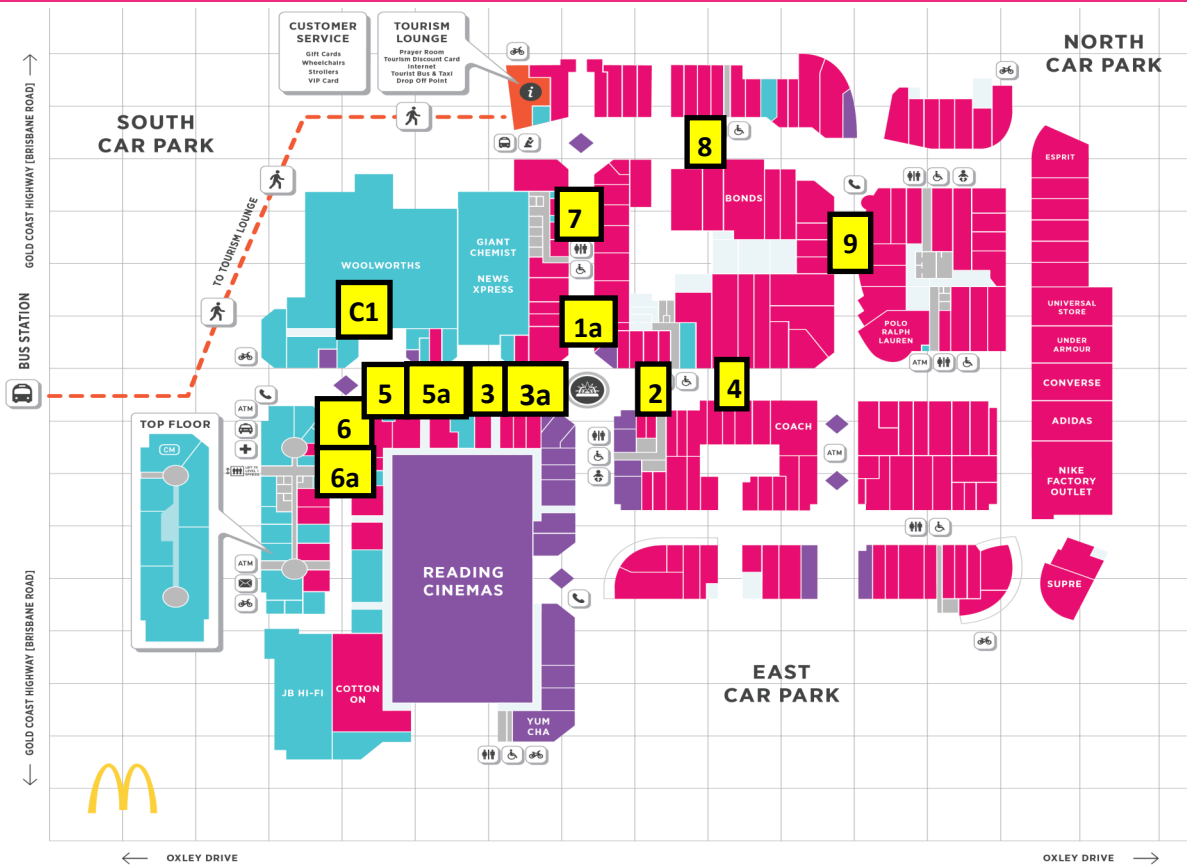 CUSTOMER
SERVICE
Gift Cards
Wheelchairs
Strollers
VIP Card
TOURISM
LOUNGE
Prayer Room
Tourism Discount Card
Internet
Tourist Bus & Taxi
Drop Off Point
NORTH
CAR PARK
SOUTH
CAR PARK
GOLD COAST HIGHWAY [BRISBANE ROAD]
TO TOURISM LOUNGE
BUS STATION
i
8
ESPRIT
BONDS
7
9
GIANT
CHEMIST
NEWS
XPRESS
WOOLWORTHS
C1
1a
UNIVERSAL
STORE
POLO
RALPH
LAUREN
UNDER
ARMOUR
ATM
5
5a
3
3a
2
4
CONVERSE
6
ATM
TOP FLOOR
CM
COACH
ADIDAS
6a
ATM
NIKE
FACTORY
OUTLET
READING
CINEMAS
ATM
SUPRE
GOLD COAST HIGHWAY [BRISBANE ROAD]
JB HI-FI
COTTON
ON
EAST
CAR PARK
YUM
CHA
OXLEY DRIVE
OXLEY DRIVE